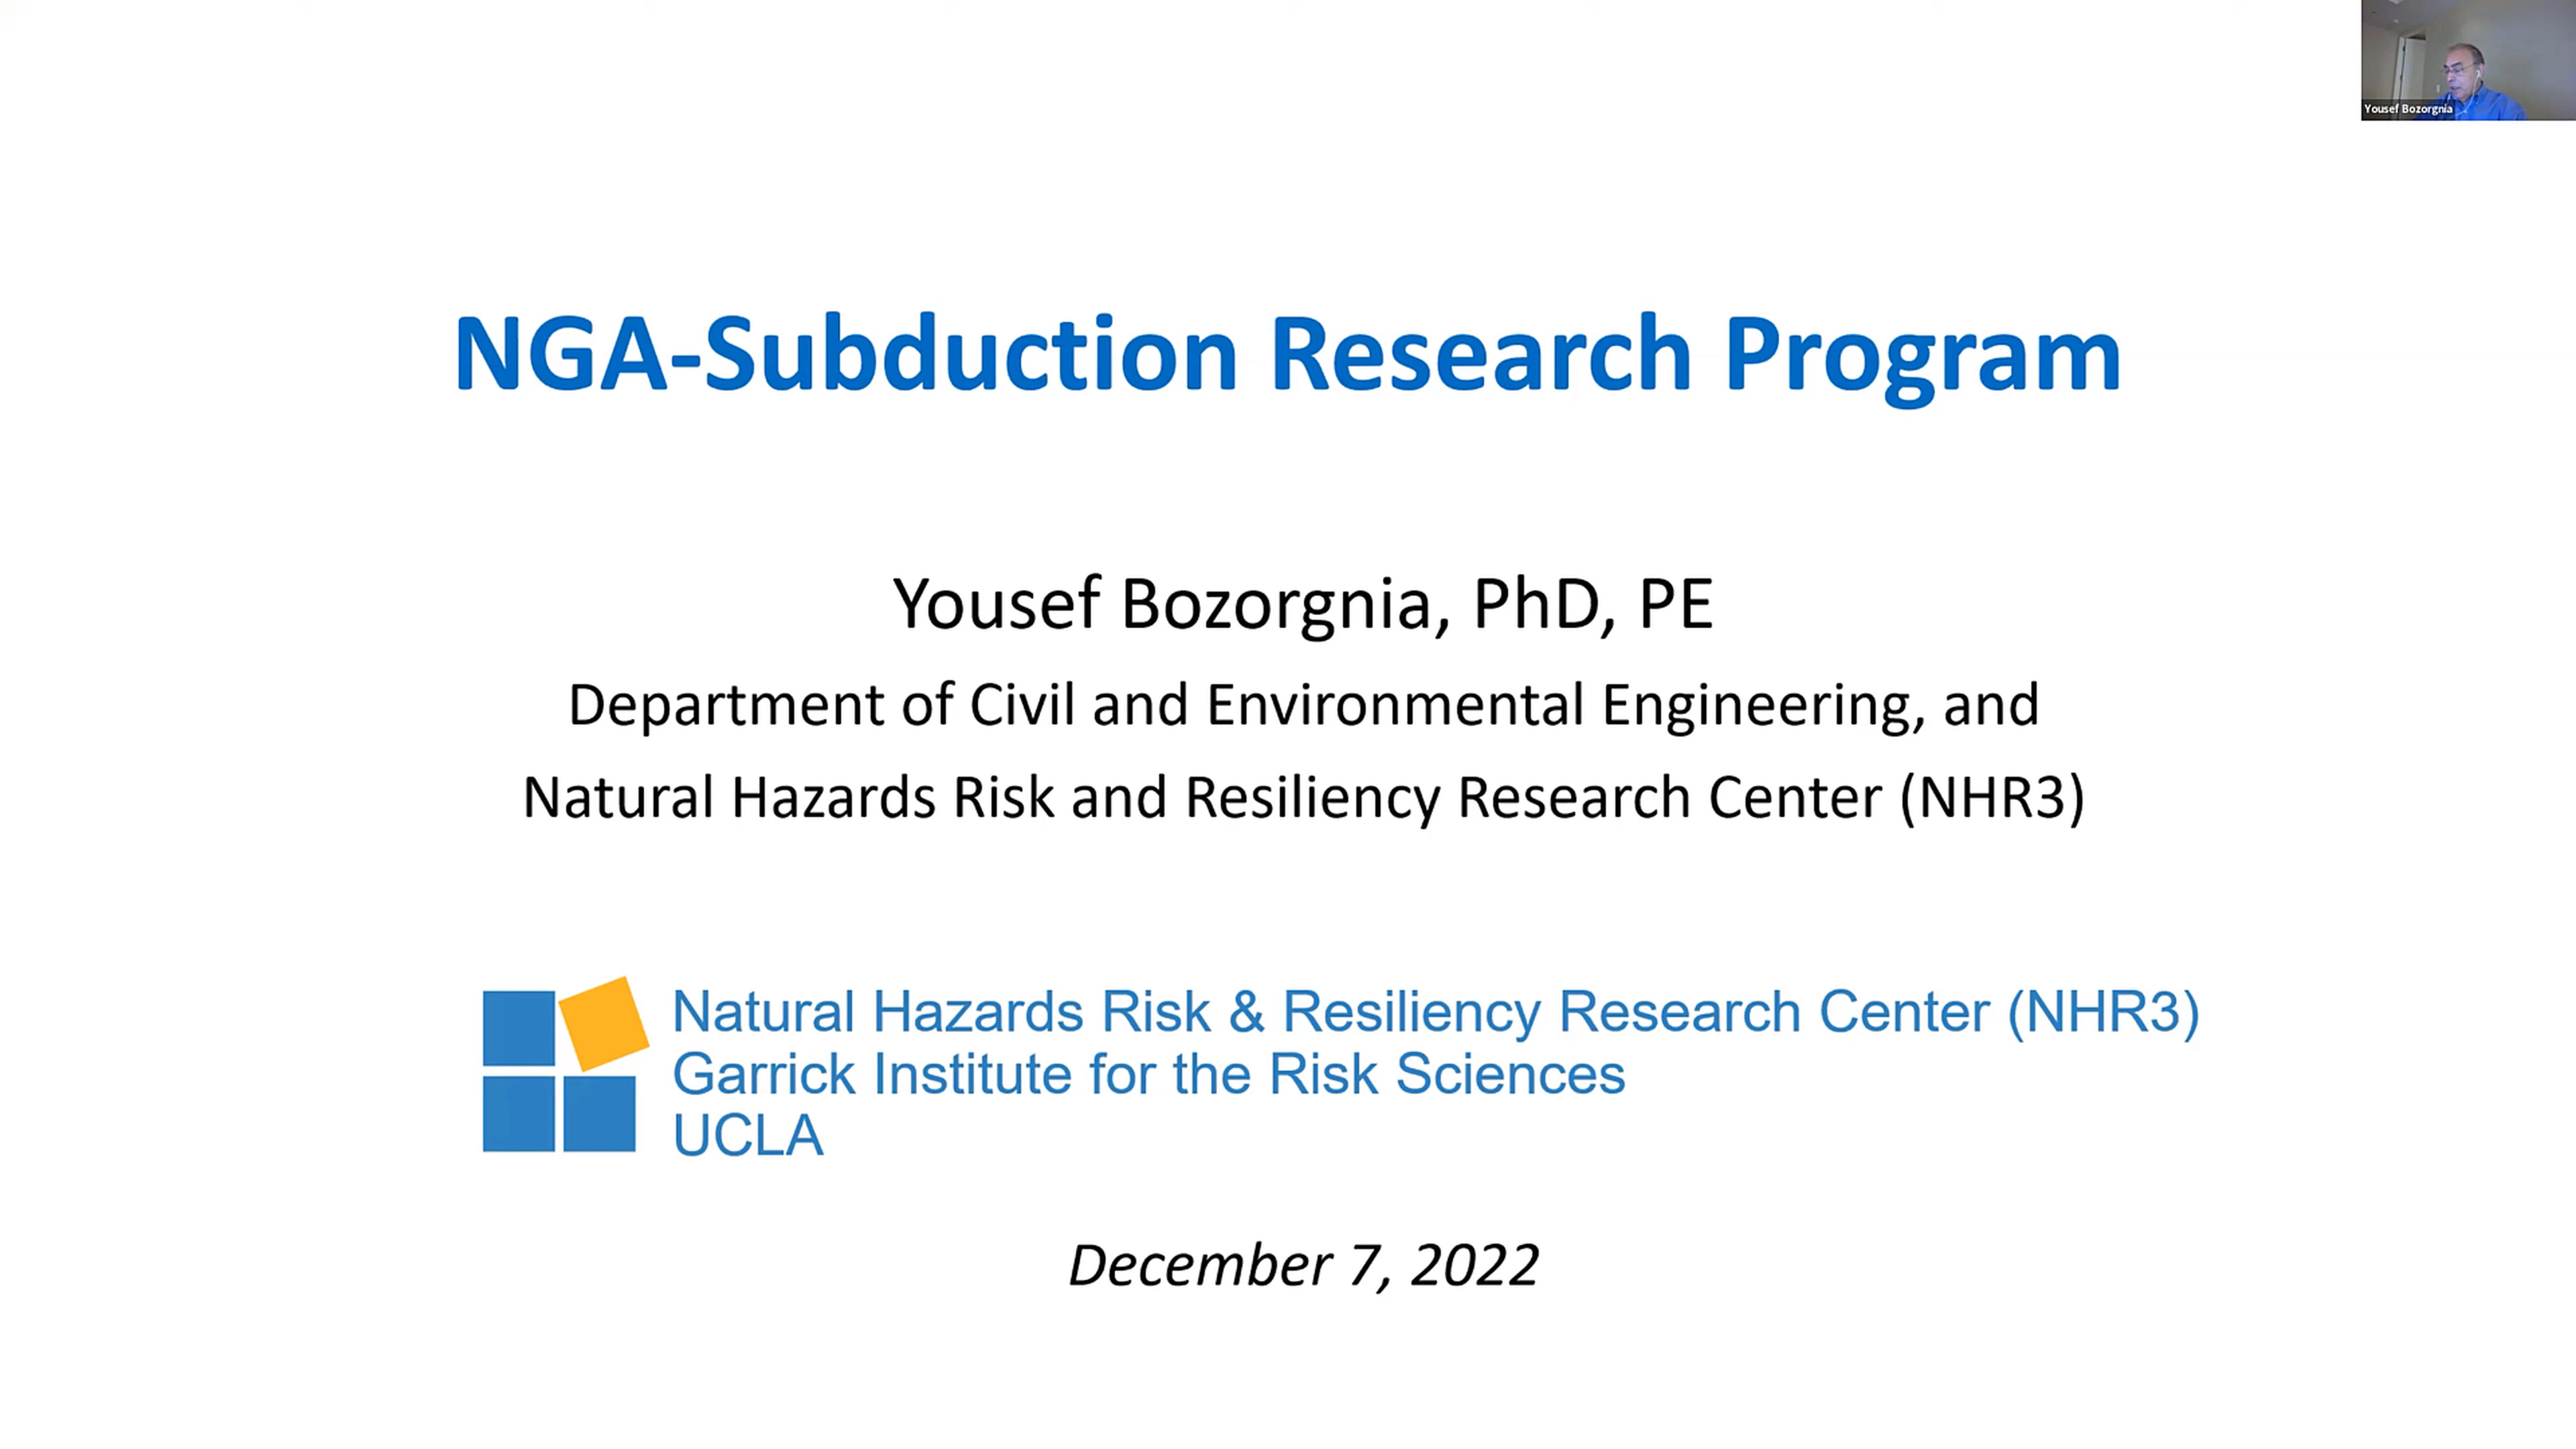 Yousef Bozorgnia
NGA-Subduction Research Program
Yousef Bozorgnia, PhD, PE
Department of Civil and Environmental Engineering, and
Natural Hazards Risk and Resiliency Research Center (NHR3)
Natural Hazards Risk & Resiliency Research Center (NHR3)
Garrick Institute for the Risk Sciences
UCLA
December 7, 2022